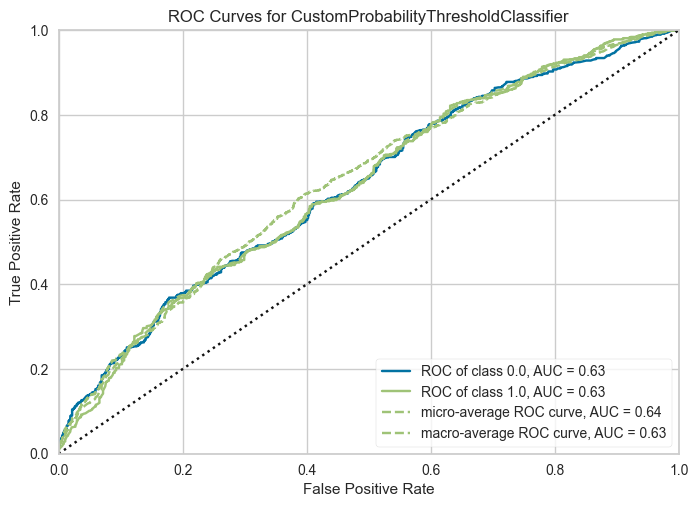 ROC Curves for CustomProbabilityThresholdClassifier
1.0
0.8
0.6
0.4
0.2
0.0
True Positive Rate
ROC of class 0.0, AUC = 0.63
ROC of class 1.0, AUC = 0.63
micro-average ROC curve, AUC = 0.64
macro-average ROC curve, AUC = 0.63
0.0 0.2 0.4 0.6 0.8 1.0
False Positive Rate